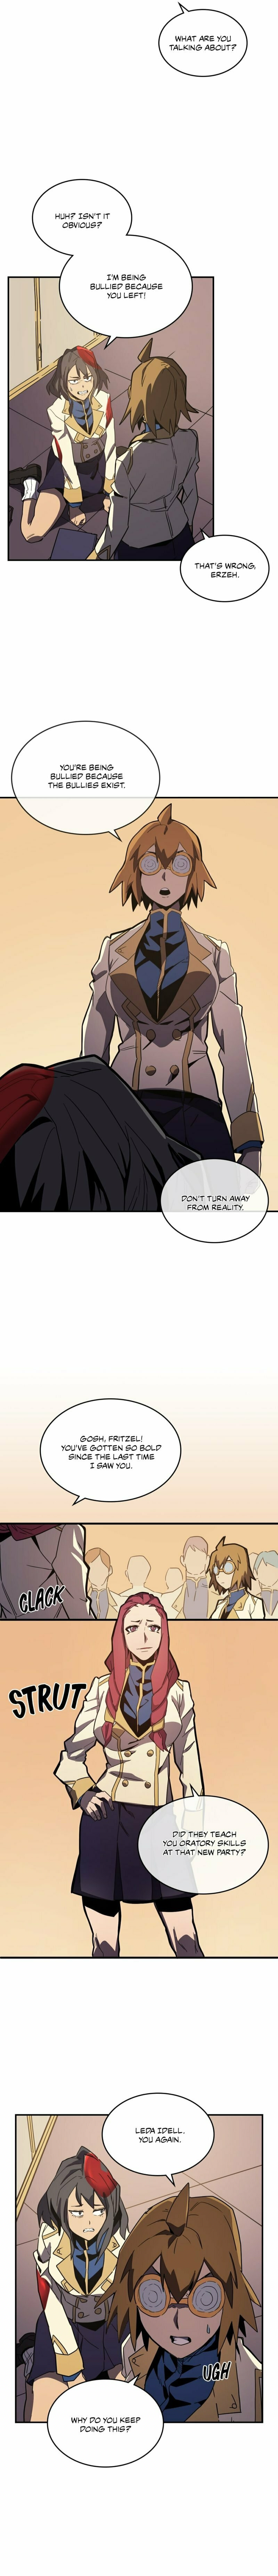 WHAT ARE YOU
TALKING ABOUT?
HUH? ISN'T IT
OBVIOUS?
I'M BEING
BULLIED BECAUSE
YOU LEFT!
THAT'S WRONG,
ERZEH.
YOU'RE BEING
BULLIED BECAUSE
THE BULLIES EXIST.
DON'T TURN AWAY
FROM REALITY.
GOSH, FRITZEL!
YOU'VE GOTTEN SO BOLD
SINCE THE LAST TIME
I SAW YOU.
CLACK
STRUT
DID THEY TEACH
YOU ORATORY SKILLS
AT THAT NEW PARTY?
LEDA IDELL.
YOU AGAIN.
UGH
WHY DO YOU KEEP
DOING THIS?